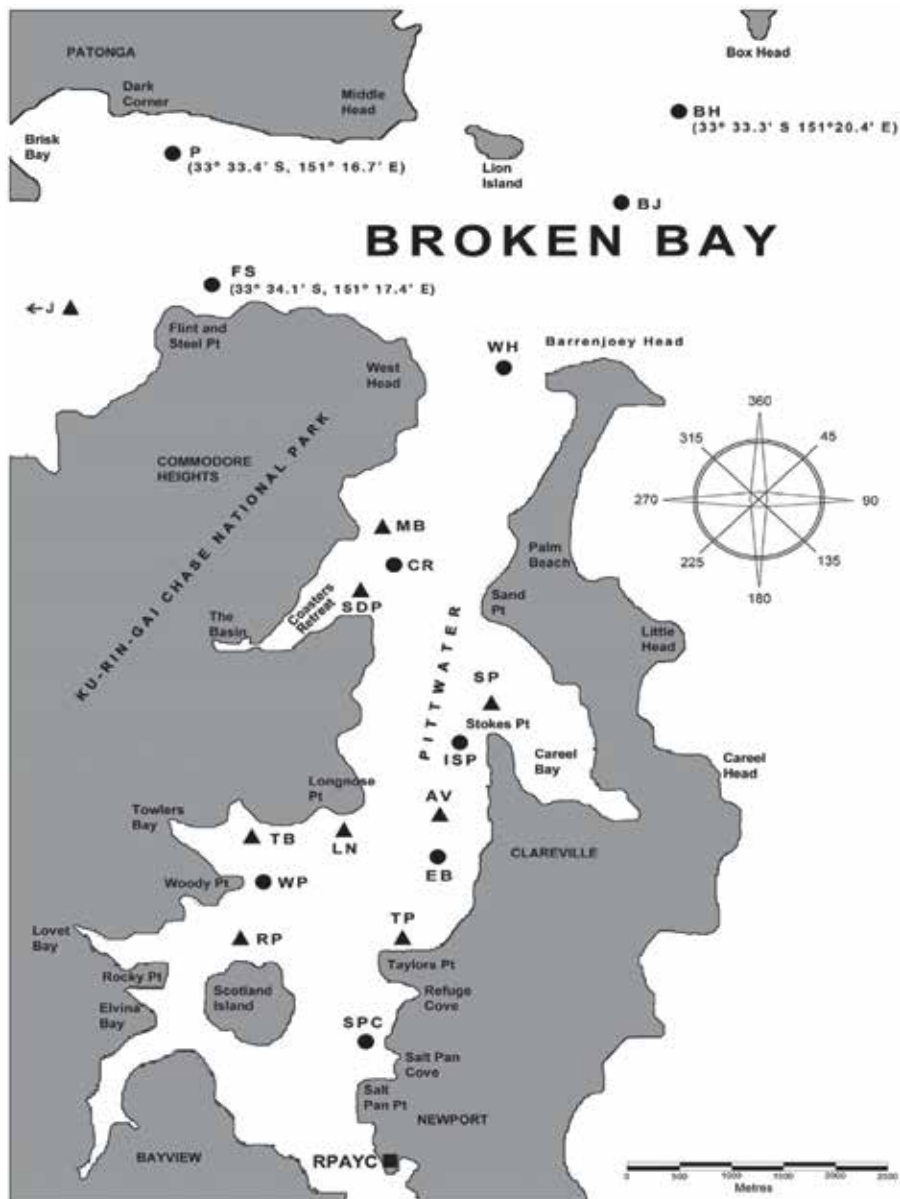 PATONGA
Box Head
Dark
Corner
Middle
Head
BH
(33° 33.3' S 151°20.4' E)
Brisk
Bay
P
(33° 33.4' S, 151° 16.7' E)
Lion
Island
BJ
BROKEN BAY
FS
(33° 34.1' S, 151° 17.4' E)
←J
Flint and
Steel Pt
WH
Barrenjoey Head
West
Head
360
315
45
270
90
225
135
180
COMMODORE
HEIGHTS
KU-RIN-GAI CHASE NATIONAL PARK
MB
CR
Palm
Beach
SDP
Coasters
Retreat
Sand
Pt
The
Basin
PITTWATER
Little
Head
SP
Stokes Pt
ISP
Careel
Bay
Careel
Head
Longnose
Pt
AV
Towlers
Bay
TB
LN
CLAREVILLE
EB
Woody Pt
WP
TP
Lovet
Bay
RP
Taylors Pt
Rocky Pt
Scotland
Island
Refuge
Cove
Elvina
Bay
SPC
Salt Pan
Cove
Salt
Pan Pt
NEWPORT
BAYVIEW
RPAYC
0 500 1000 1500 2000 2500
Metres